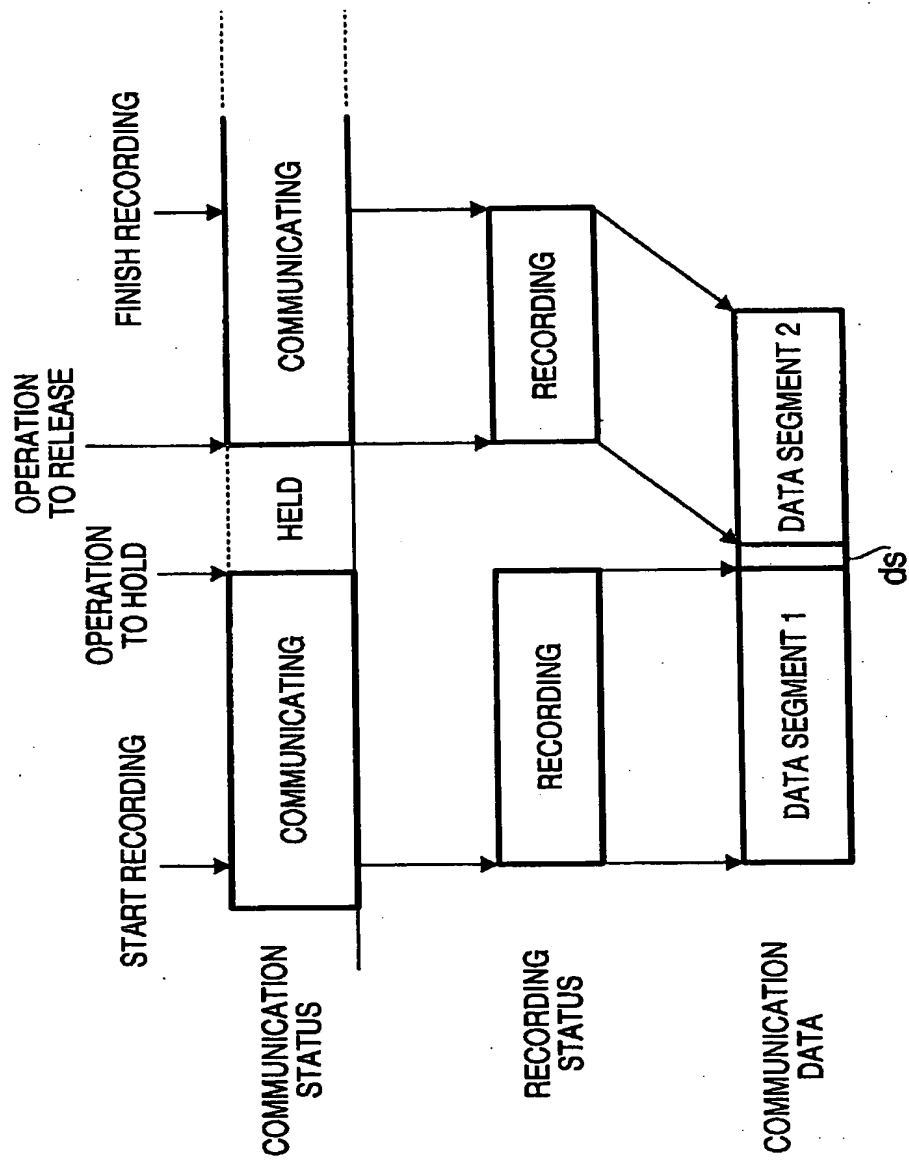 START RECORDING
OPERATION
TO HOLD
OPERATION
TO RELEASE
FINISH RECORDING
COMMUNICATION
STATUS
COMMUNICATING
HELD
COMMUNICATING
RECORDING
STATUS
RECORDING
RECORDING
COMMUNICATION
DATA
DATA SEGMENT 1
DATA SEGMENT 2
ds